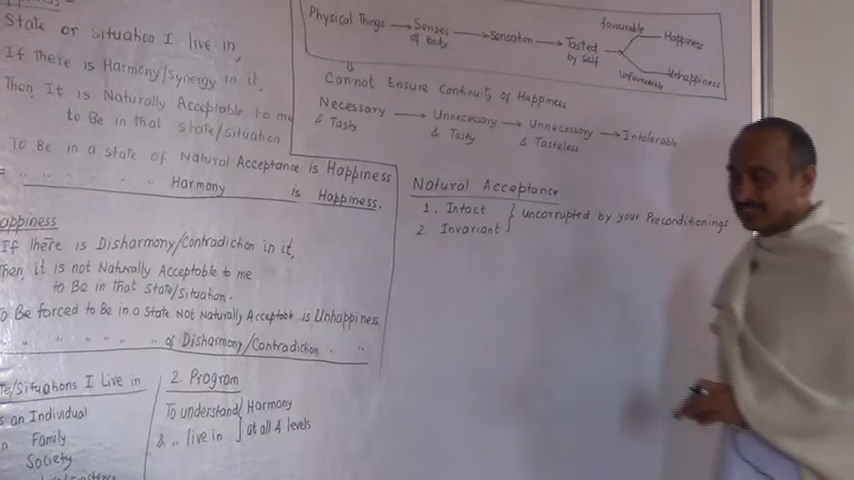 State or Situation I live in,
If There is Harmony/Synergy in it,
Then, It is Naturally Acceptable to me
to Be in that state/situation
To Be in a state of Natural Acceptance is Happiness
= " " " " " Harmony is Happiness.
If there is Disharmony/Contradiction in it,
Then, it is not Naturally Acceptable to me
to Be in that State/Situation.
To Be forced to Be in a State Not Naturally Acceptable is Unhappiness
" " " " " " of Disharmony/Contradiction " "
/Situations I Live in
an Individual
Family
Society
2. Program
To understand } Harmony
& " live in } at all 4 levels
Physical Things → Senses of Body → Sensation → Tasted by self
favourable → Happiness
unfavourable → Unhappiness
⇓
Cannot Ensure Continuity of Happiness
Necessary & Tasty → Unnecessary & Tasty → Unnecessary & Tasteless → Intolerable
Natural Acceptance
1. Intact
2. Invariant } uncorrupted by your Preconditionings